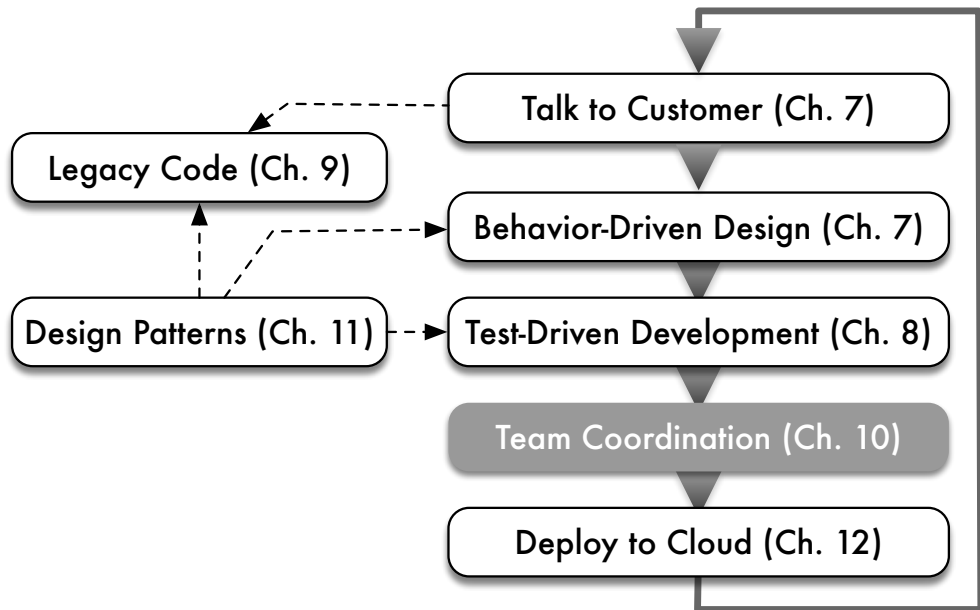 Talk to Customer (Ch. 7)
Legacy Code (Ch. 9)
Behavior-Driven Design (Ch. 7)
Design Patterns (Ch. 11)
Test-Driven Development (Ch. 8)
Team Coordination (Ch. 10)
Deploy to Cloud (Ch. 12)